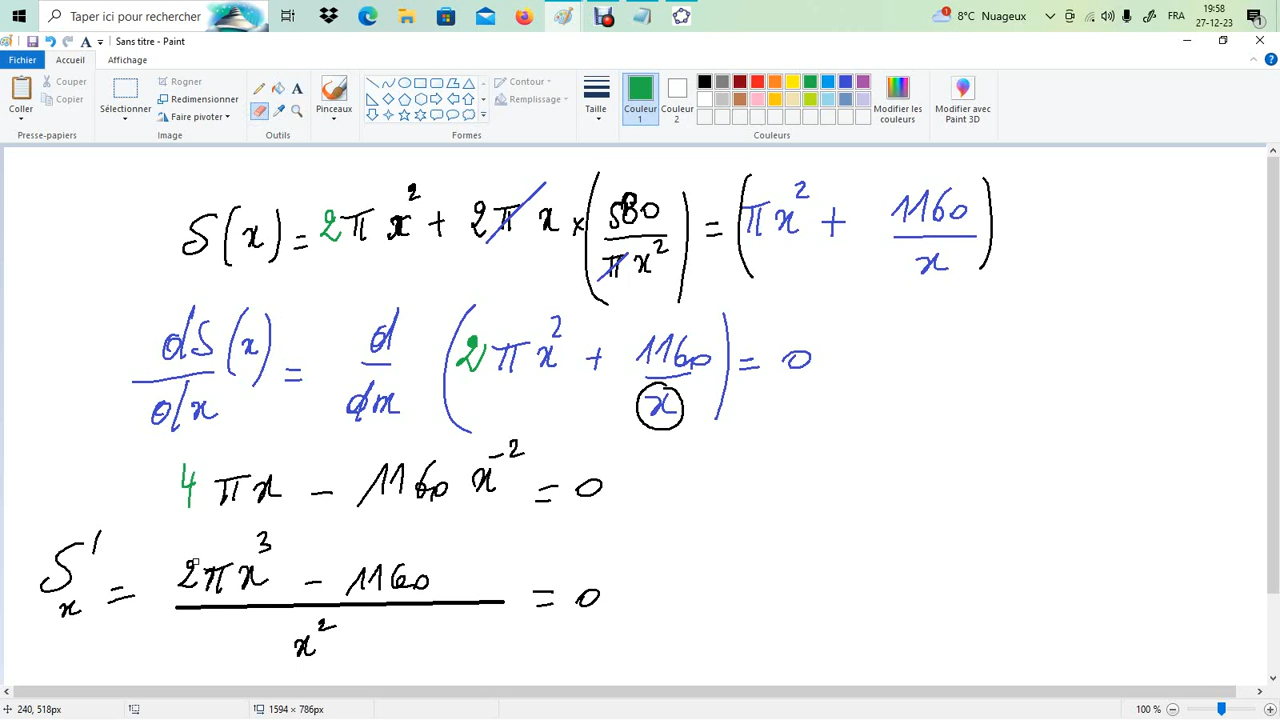 Taper ici pour rechercher
8°C Nuageux
FRA
19:58
27-12-23
1
Sans titre - Paint
Fichier
Accueil
Affichage
Coller
Couper
Copier
Presse-papiers
Sélectionner
Rogner
Redimensionner
Faire pivoter
Image
Outils
Pinceaux
Formes
Contour
Remplissage
Taille
Couleur 1
Couleur 2
Modifier les couleurs
Couleurs
Modifier avec Paint 3D
S(x) = 2πx² + 2π x × (580/πx²) = (πx² + 1160/x)
dS/dx (x) = d/dx (2πx² + 1160/x) = 0
4πx - 1160 x⁻² = 0
S'x = (2πx³ - 1160)/x² = 0
240, 518px
1594 × 786px
100 %